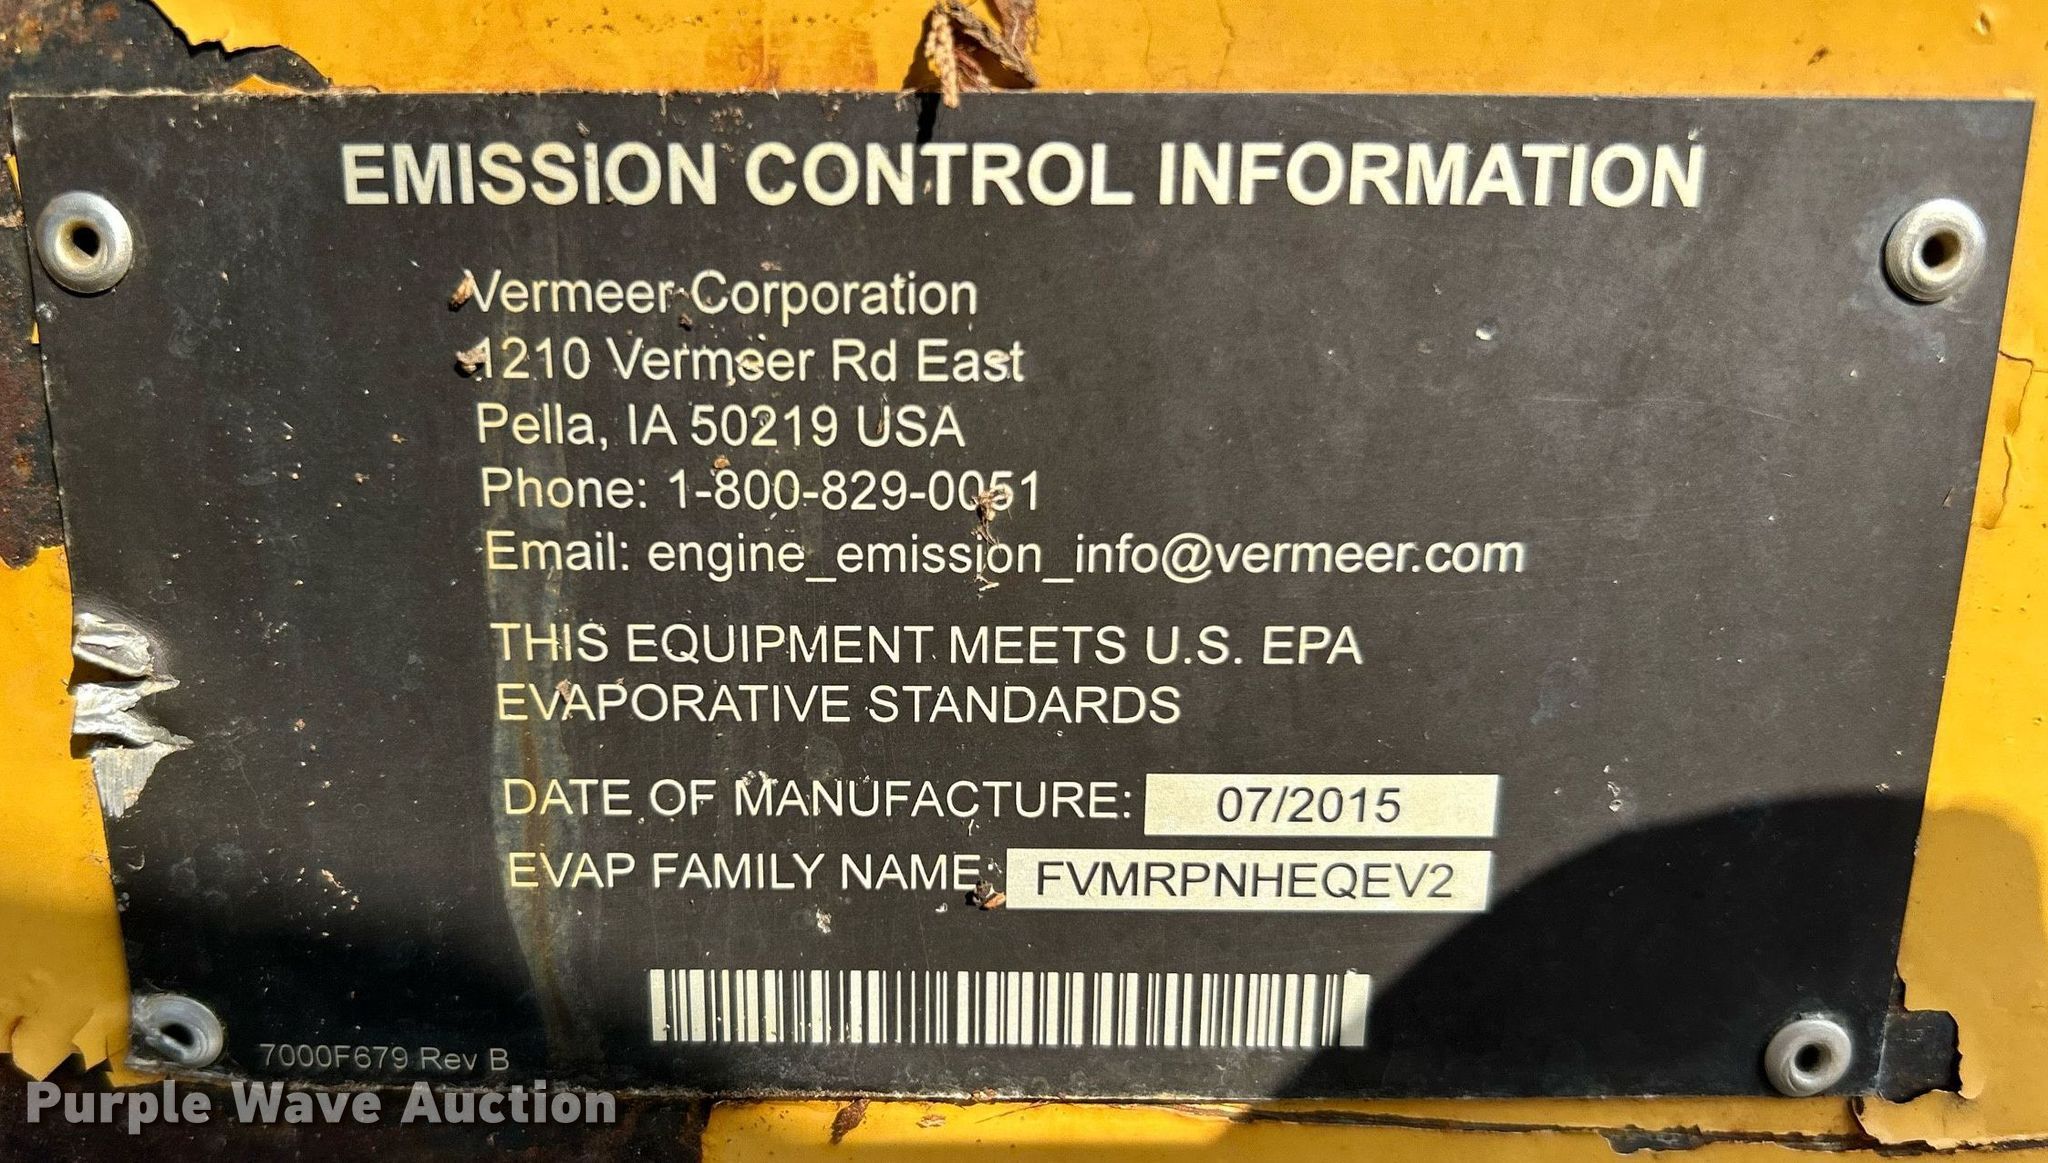 EMISSION CONTROL INFORMATION
Vermeer Corporation
1210 Vermeer Rd East
Pella, IA 50219 USA
Phone: 1-800-829-0051
Email: engine_emission_info@vermeer.com
THIS EQUIPMENT MEETS U.S. EPA
EVAPORATIVE STANDARDS
DATE OF MANUFACTURE: 07/2015
EVAP FAMILY NAME: FVMRPNHEQEV2
7000F679 Rev B
Purple Wave Auction